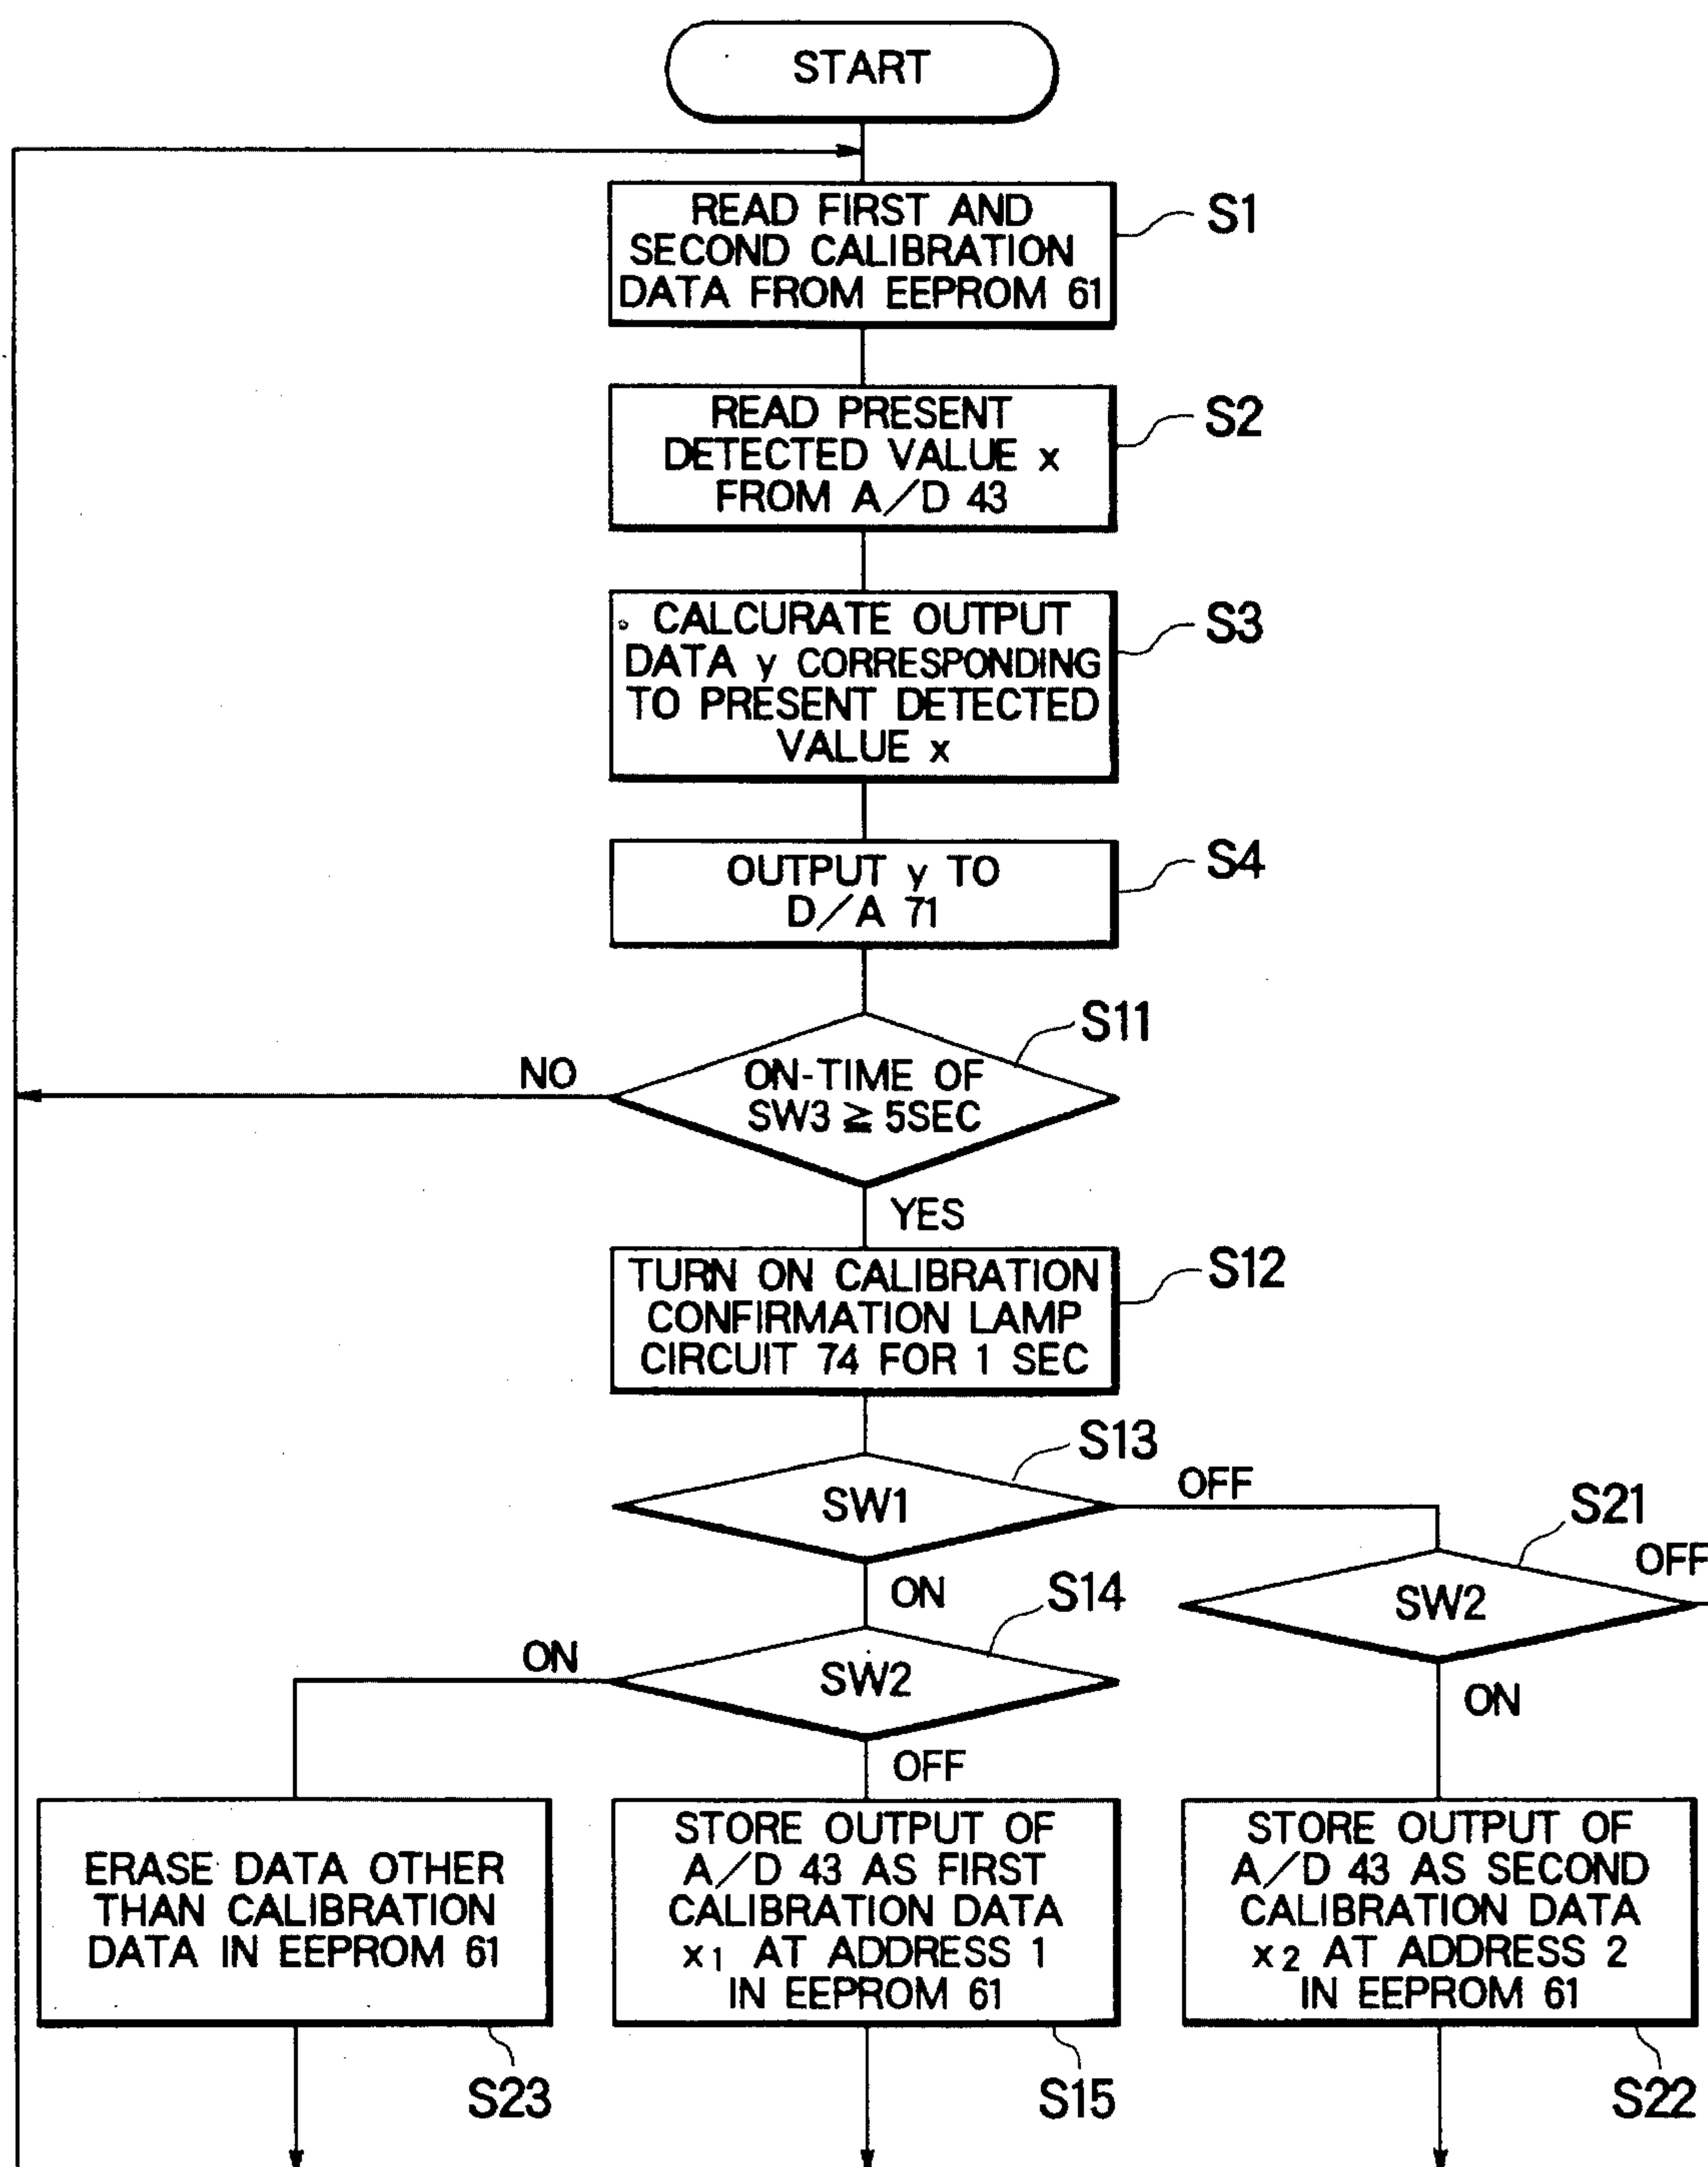 START
READ FIRST AND
SECOND CALIBRATION
DATA FROM EEPROM 61
S1
READ PRESENT
DETECTED VALUE x
FROM A/D 43
S2
CALCURATE OUTPUT
DATA y CORRESPONDING
TO PRESENT DETECTED
VALUE x
S3
OUTPUT y TO
D/A 71
S4
S11
NO
ON-TIME OF
SW3 ≧ 5SEC
YES
TURN ON CALIBRATION
CONFIRMATION LAMP
CIRCUIT 74 FOR 1 SEC
S12
S13
SW1
OFF
S21
OFF
SW2
ON
S14
ON
SW2
ON
OFF
ERASE DATA OTHER
THAN CALIBRATION
DATA IN EEPROM 61
S23
STORE OUTPUT OF
A/D 43 AS FIRST
CALIBRATION DATA
x1 AT ADDRESS 1
IN EEPROM 61
S15
STORE OUTPUT OF
A/D 43 AS SECOND
CALIBRATION DATA
x2 AT ADDRESS 2
IN EEPROM 61
S22